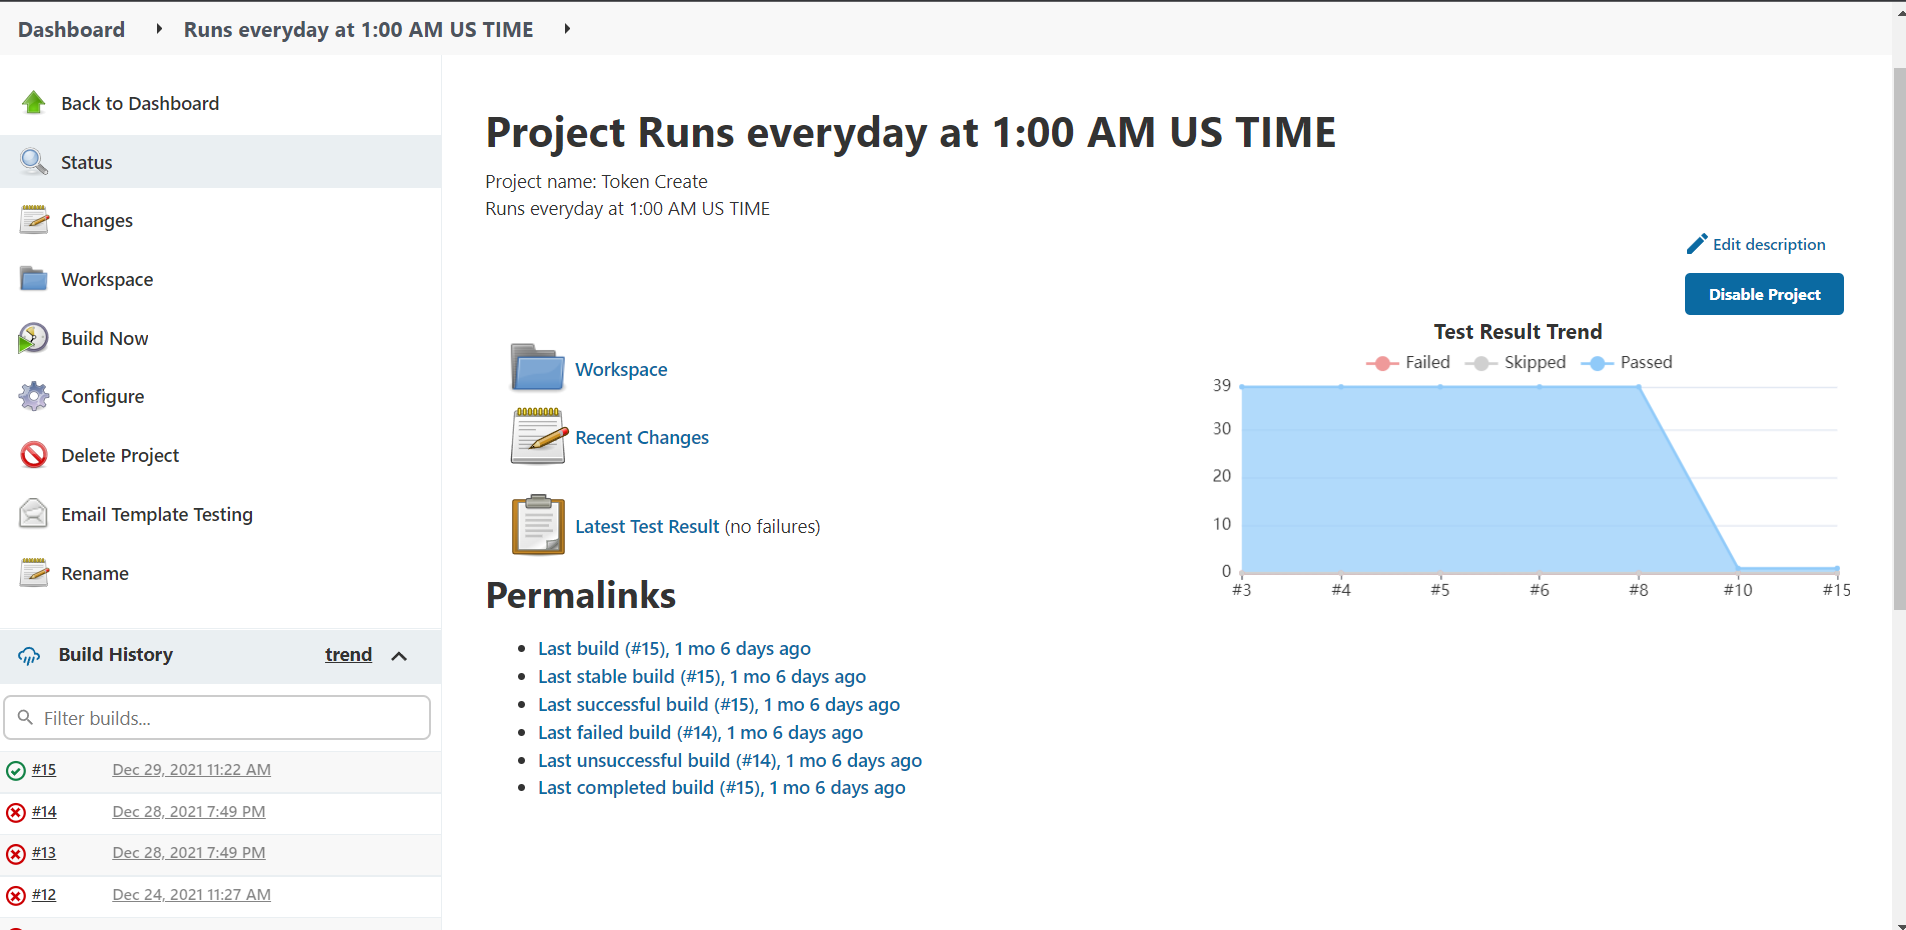 Dashboard
Runs everyday at 1:00 AM US TIME
Back to Dashboard
Status
Changes
Workspace
Build Now
Configure
Delete Project
Email Template Testing
Rename
Build History
trend
Filter builds...
#15 Dec 29, 2021 11:22 AM
#14 Dec 28, 2021 7:49 PM
#13 Dec 28, 2021 7:49 PM
#12 Dec 24, 2021 11:27 AM
Project Runs everyday at 1:00 AM US TIME
Project name: Token Create
Runs everyday at 1:00 AM US TIME
Edit description
Disable Project
Workspace
Recent Changes
Latest Test Result (no failures)
Test Result Trend
Failed Skipped Passed
39
30
20
10
0
#3 #4 #5 #6 #8 #10 #15
Permalinks
Last build (#15), 1 mo 6 days ago
Last stable build (#15), 1 mo 6 days ago
Last successful build (#15), 1 mo 6 days ago
Last failed build (#14), 1 mo 6 days ago
Last unsuccessful build (#14), 1 mo 6 days ago
Last completed build (#15), 1 mo 6 days ago